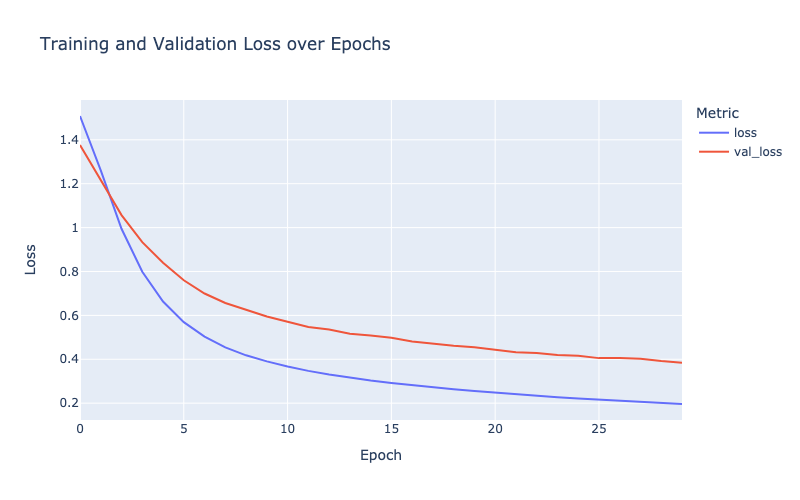 Training and Validation Loss over Epochs
Metric
loss
val_loss
Loss
1.4
1.2
1
0.8
0.6
0.4
0.2
0
5
10
15
20
25
Epoch